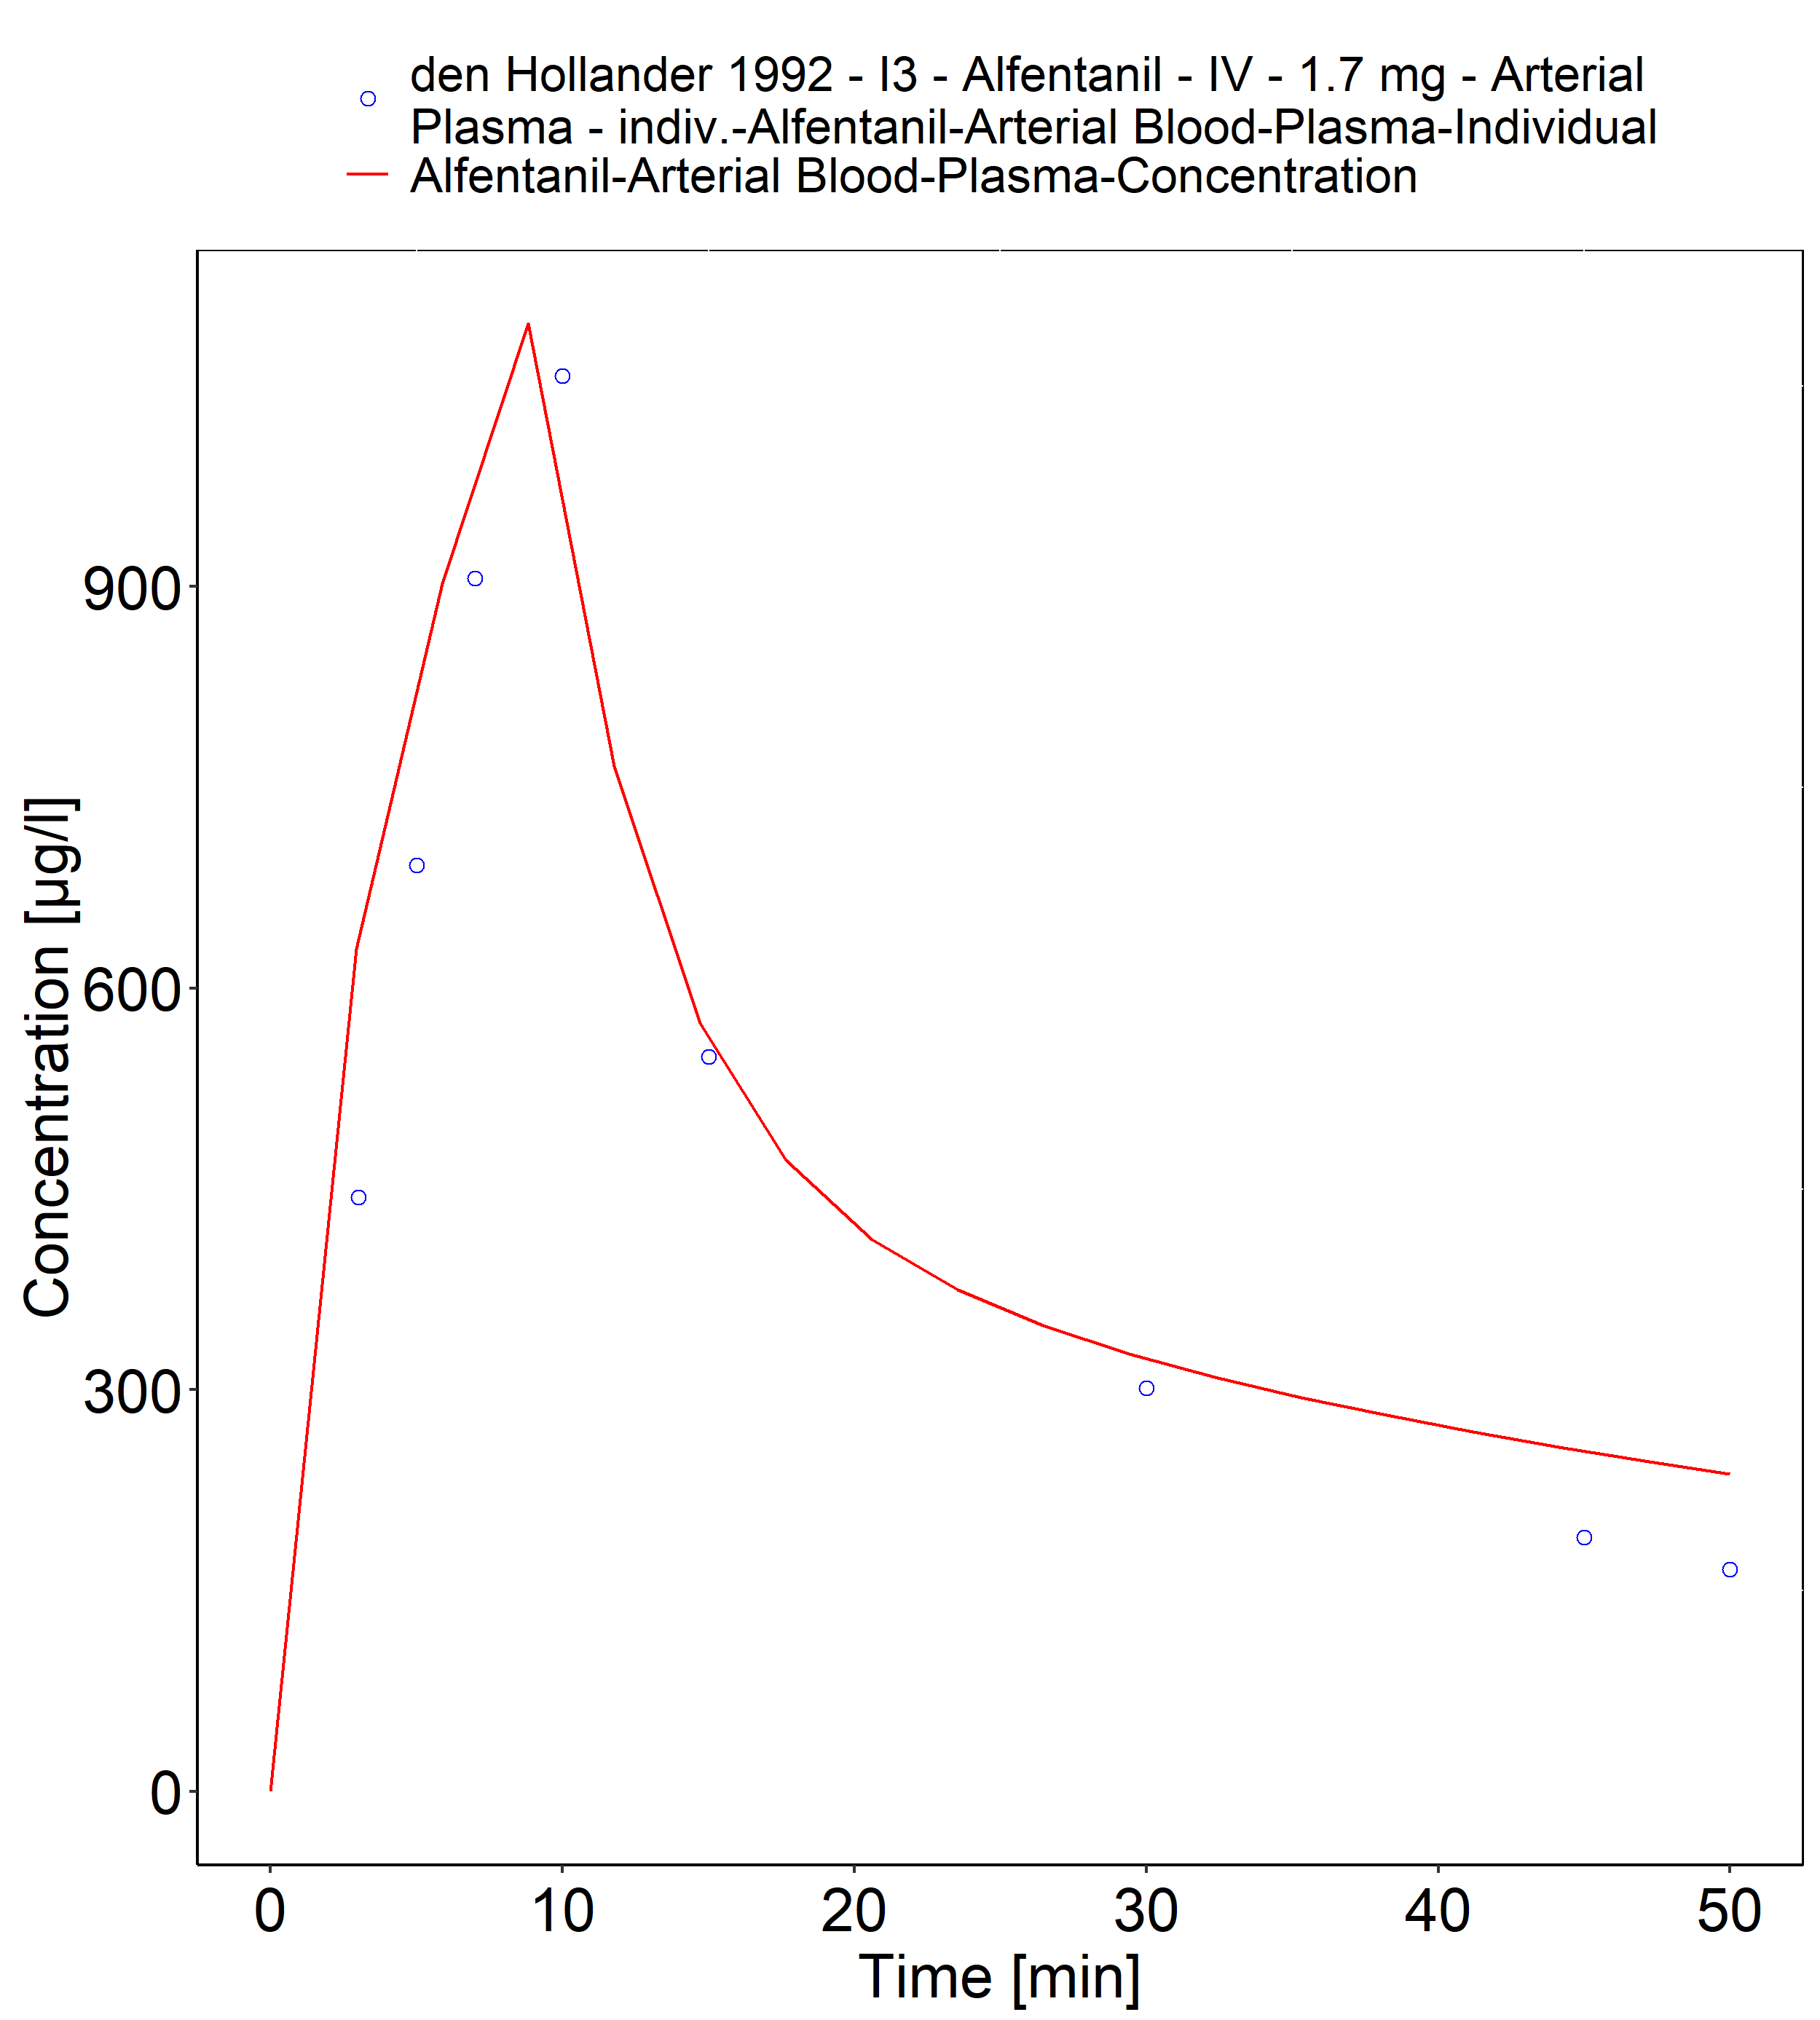 den Hollander 1992 - I3 - Alfentanil - IV - 1.7 mg - Arterial
Plasma - indiv.-Alfentanil-Arterial Blood-Plasma-Individual
Alfentanil-Arterial Blood-Plasma-Concentration
Concentration [µg/l]
900
600
300
0
0 10 20 30 40 50
Time [min]